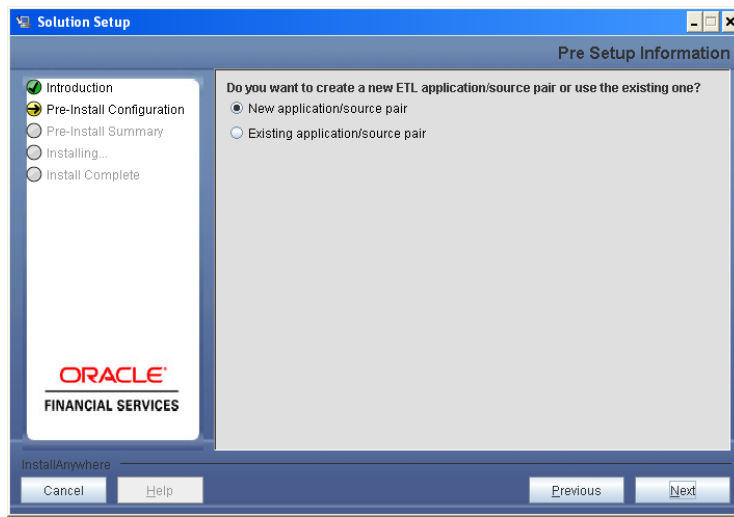 Solution Setup
Pre Setup Information
Introduction
Pre-Install Configuration
Pre-Install Summary
Installing...
Install Complete
Do you want to create a new ETL application/source pair or use the existing one?
New application/source pair
Existing application/source pair
ORACLE
FINANCIAL SERVICES
InstallAnywhere
Cancel
Help
Previous
Next